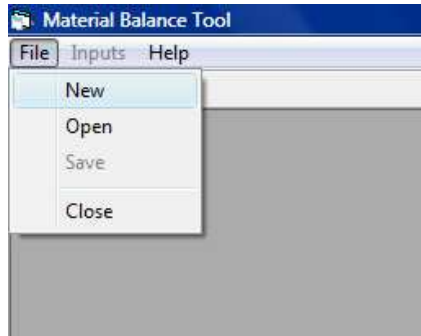 Material Balance Tool
File Inputs Help
New
Open
Save
Close